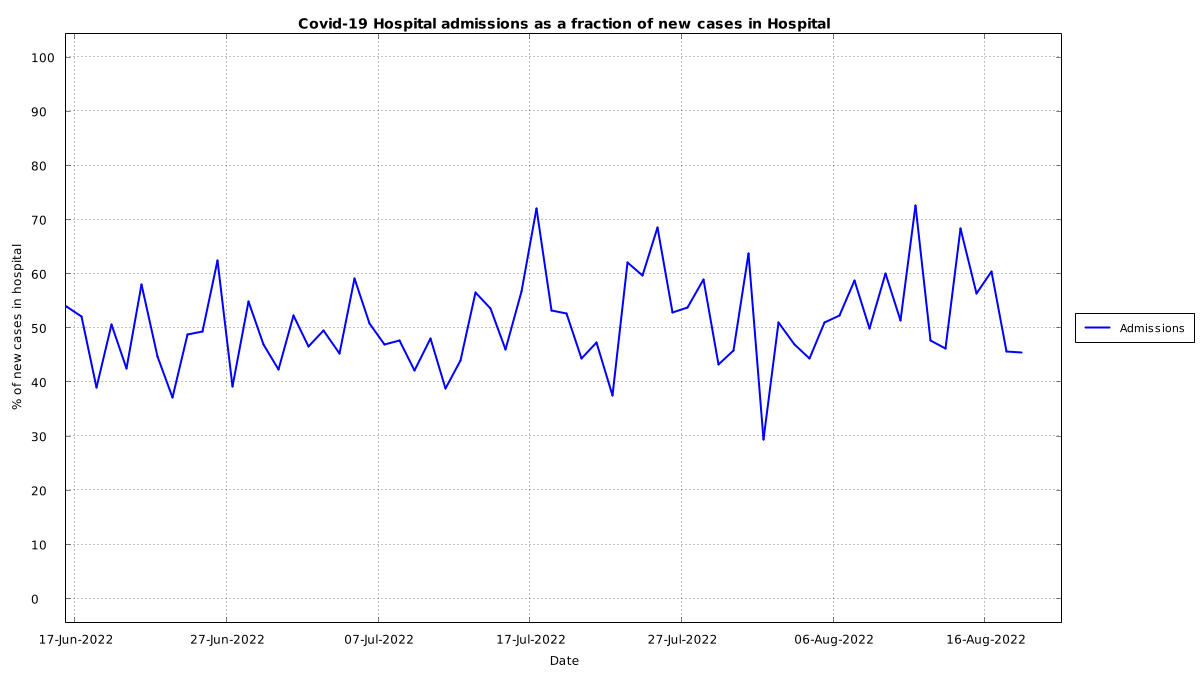 Covid-19 Hospital admissions as a fraction of new cases in Hospital
100
90
80
70
60
50
40
30
20
10
0
% of new cases in hospital
Admissions
17-Jun-2022
27-Jun-2022
07-Jul-2022
17-Jul-2022
27-Jul-2022
06-Aug-2022
16-Aug-2022
Date